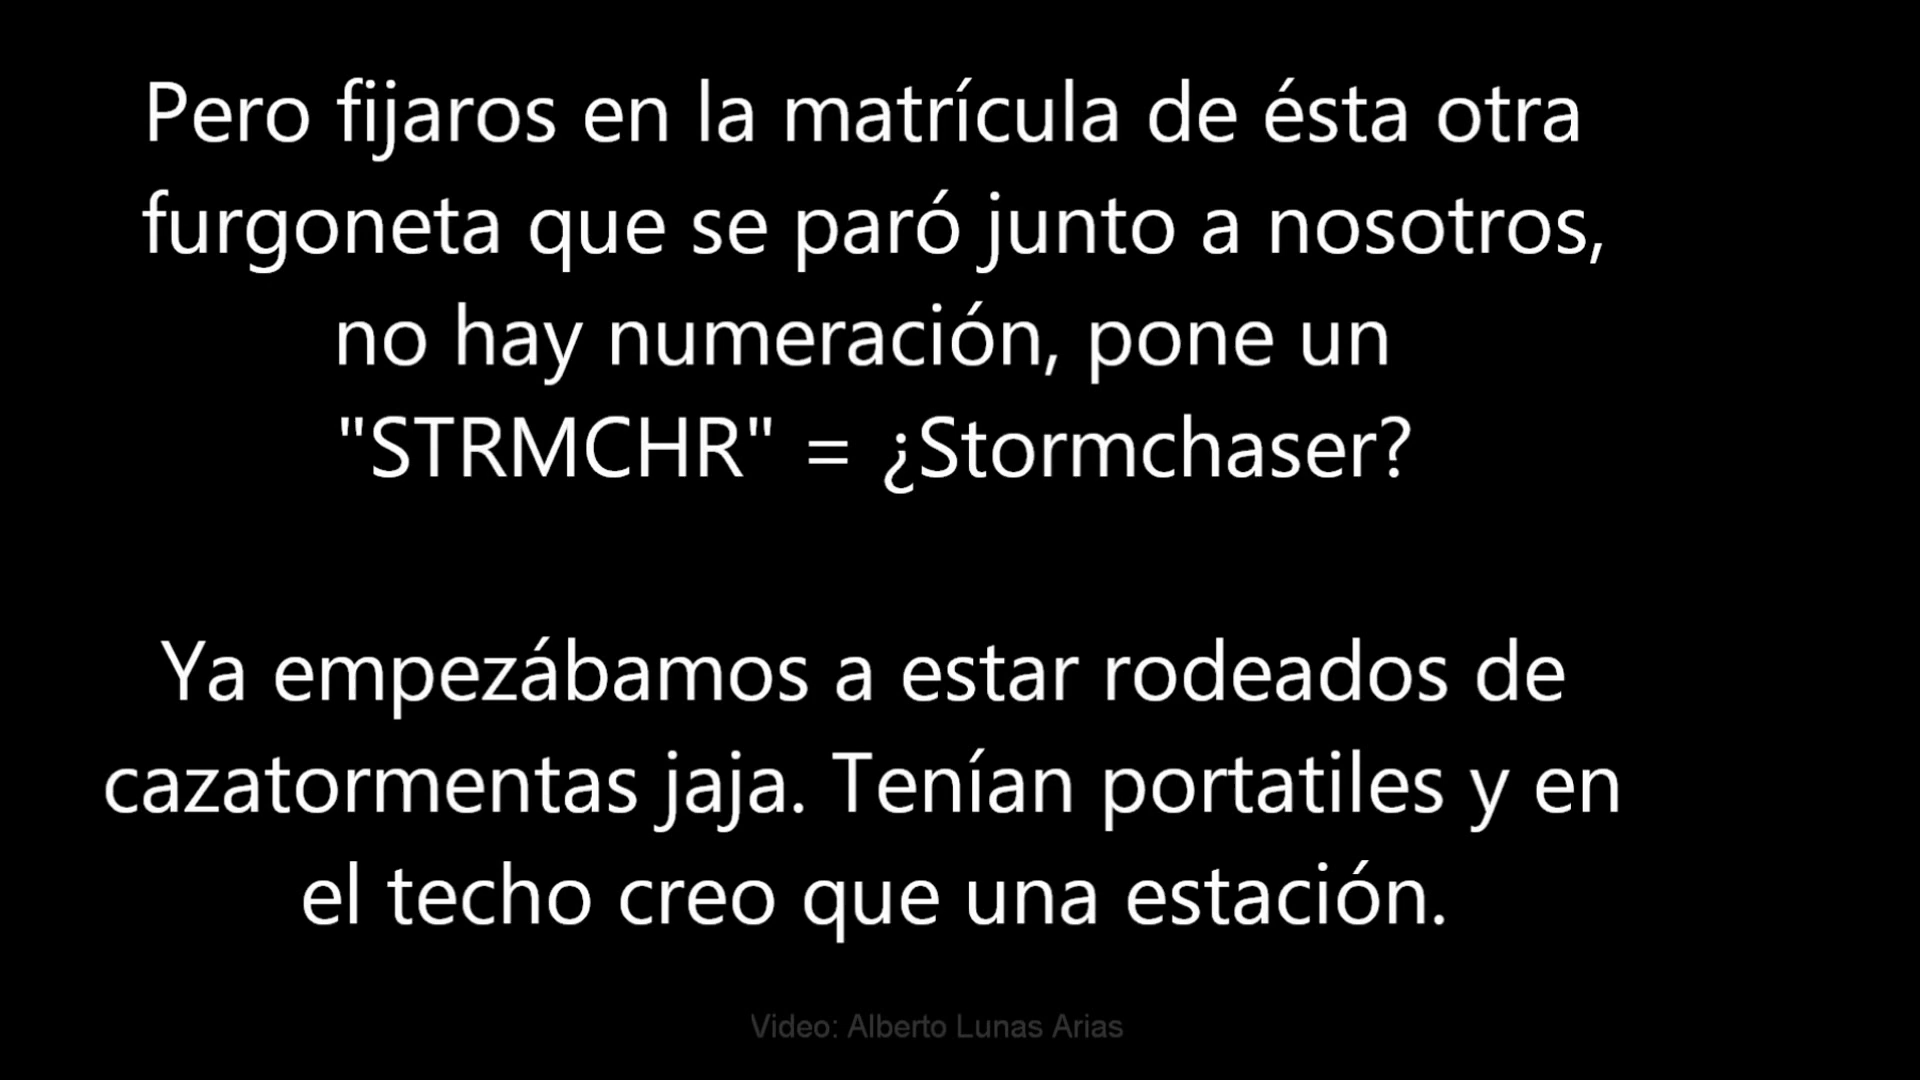 Pero fijaros en la matrícula de ésta otra
furgoneta que se paró junto a nosotros,
no hay numeración, pone un
"STRMCHR" = ¿Stormchaser?
Ya empezábamos a estar rodeados de
cazatormentas jaja. Tenían portatiles y en
el techo creo que una estación.
Video: Alberto Lunas Arias